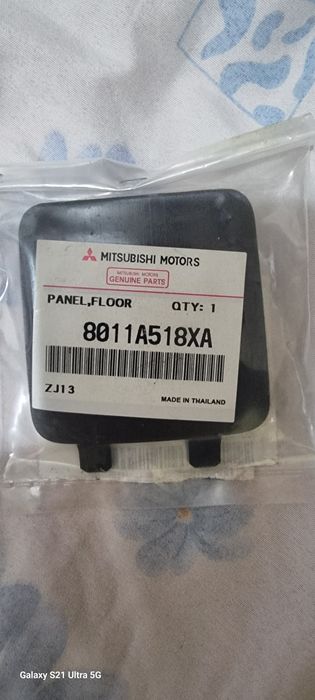 MITSUBISHI MOTORS
MITSUBISHI MOTORS
GENUINE PARTS
PANEL,FLOOR QTY: 1
8011A518XA
ZJ13
MADE IN THAILAND
Galaxy S21 Ultra 5G